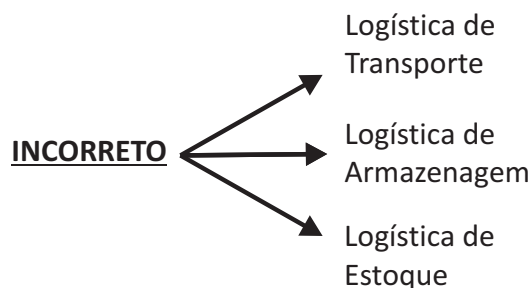 Logística de
Transporte
INCORRETO
Logística de
Armazenagem
Logística de
Estoque